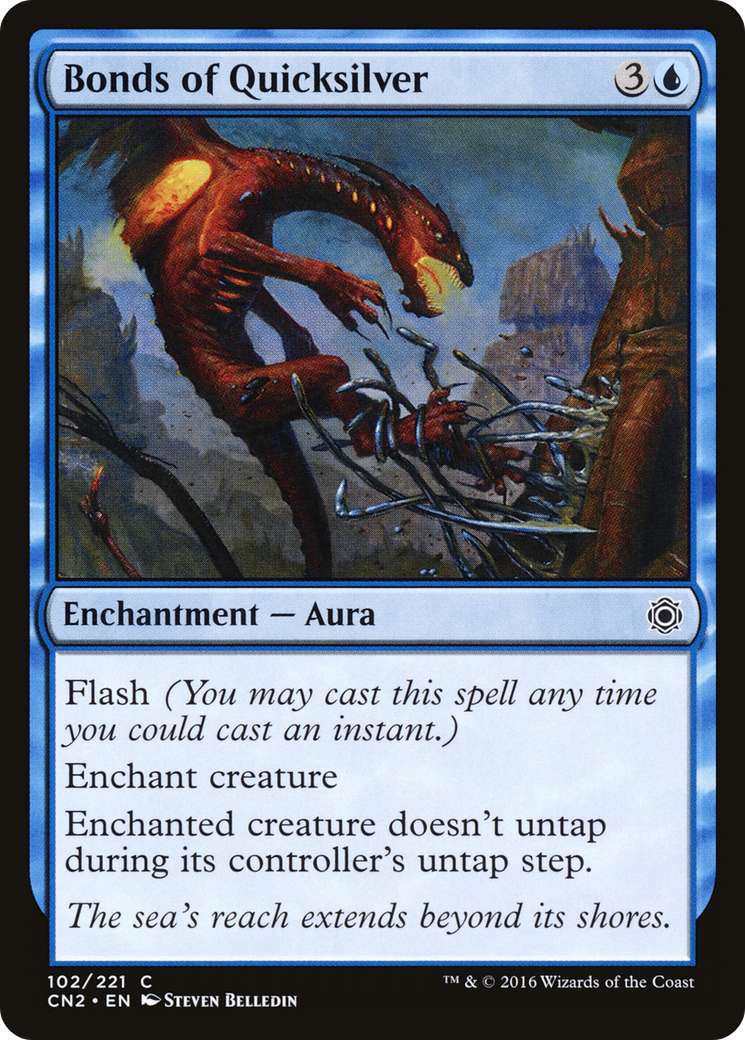 Bonds of Quicksilver 3
Enchantment — Aura
Flash (You may cast this spell any time
you could cast an instant.)
Enchant creature
Enchanted creature doesn't untap
during its controller's untap step.
The sea's reach extends beyond its shores.
102/221 C
CN2 • EN Steven Belledin
™ & © 2016 Wizards of the Coast